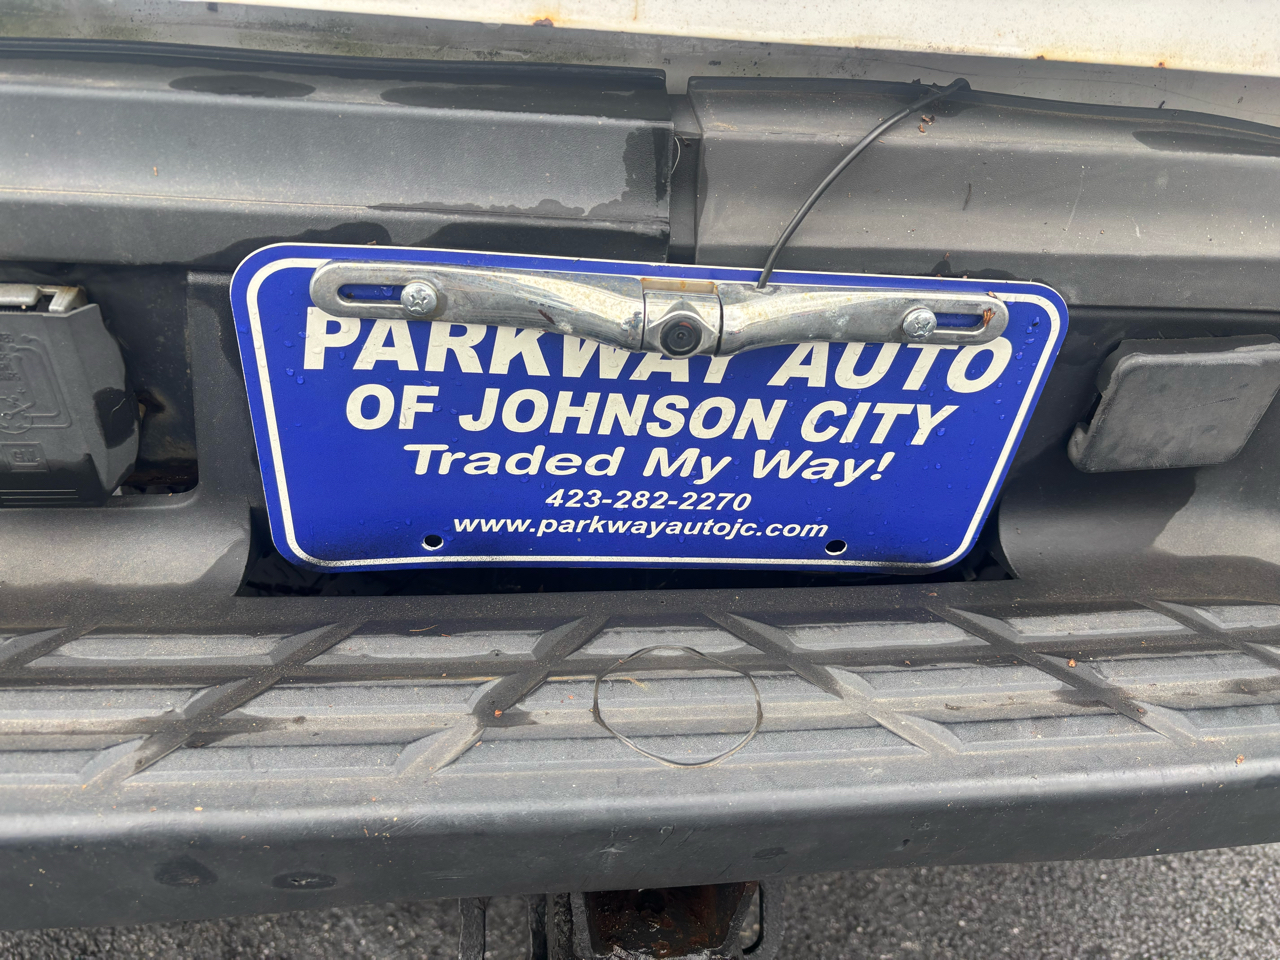 PARKWAY AUTO
OF JOHNSON CITY
Traded My Way!
423-282-2270
www.parkwayautojc.com